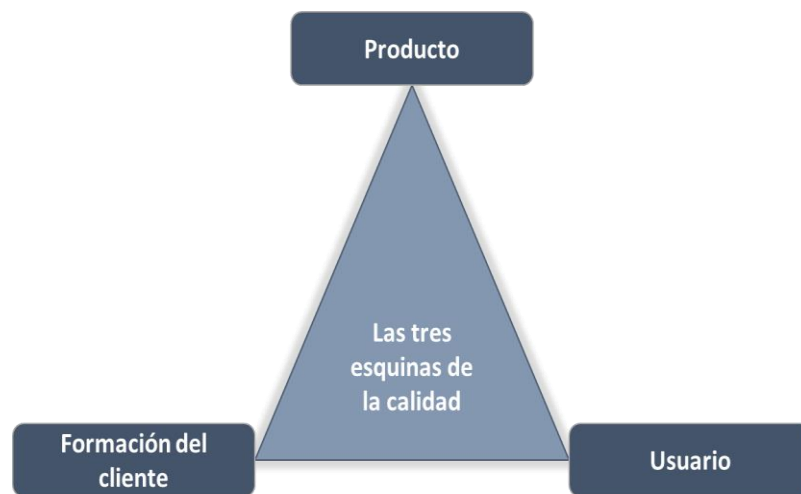 Producto
Las tres
esquinas de
la calidad
Formación del
cliente
Usuario